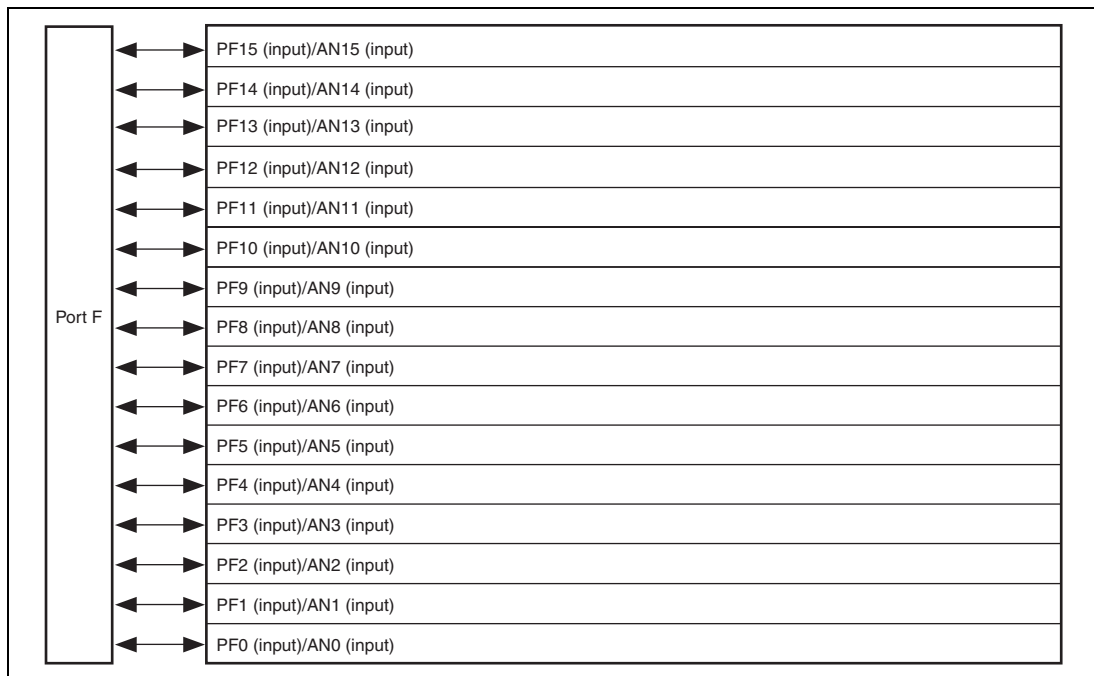 Port F
PF15 (input)/AN15 (input)
PF14 (input)/AN14 (input)
PF13 (input)/AN13 (input)
PF12 (input)/AN12 (input)
PF11 (input)/AN11 (input)
PF10 (input)/AN10 (input)
PF9 (input)/AN9 (input)
PF8 (input)/AN8 (input)
PF7 (input)/AN7 (input)
PF6 (input)/AN6 (input)
PF5 (input)/AN5 (input)
PF4 (input)/AN4 (input)
PF3 (input)/AN3 (input)
PF2 (input)/AN2 (input)
PF1 (input)/AN1 (input)
PF0 (input)/AN0 (input)